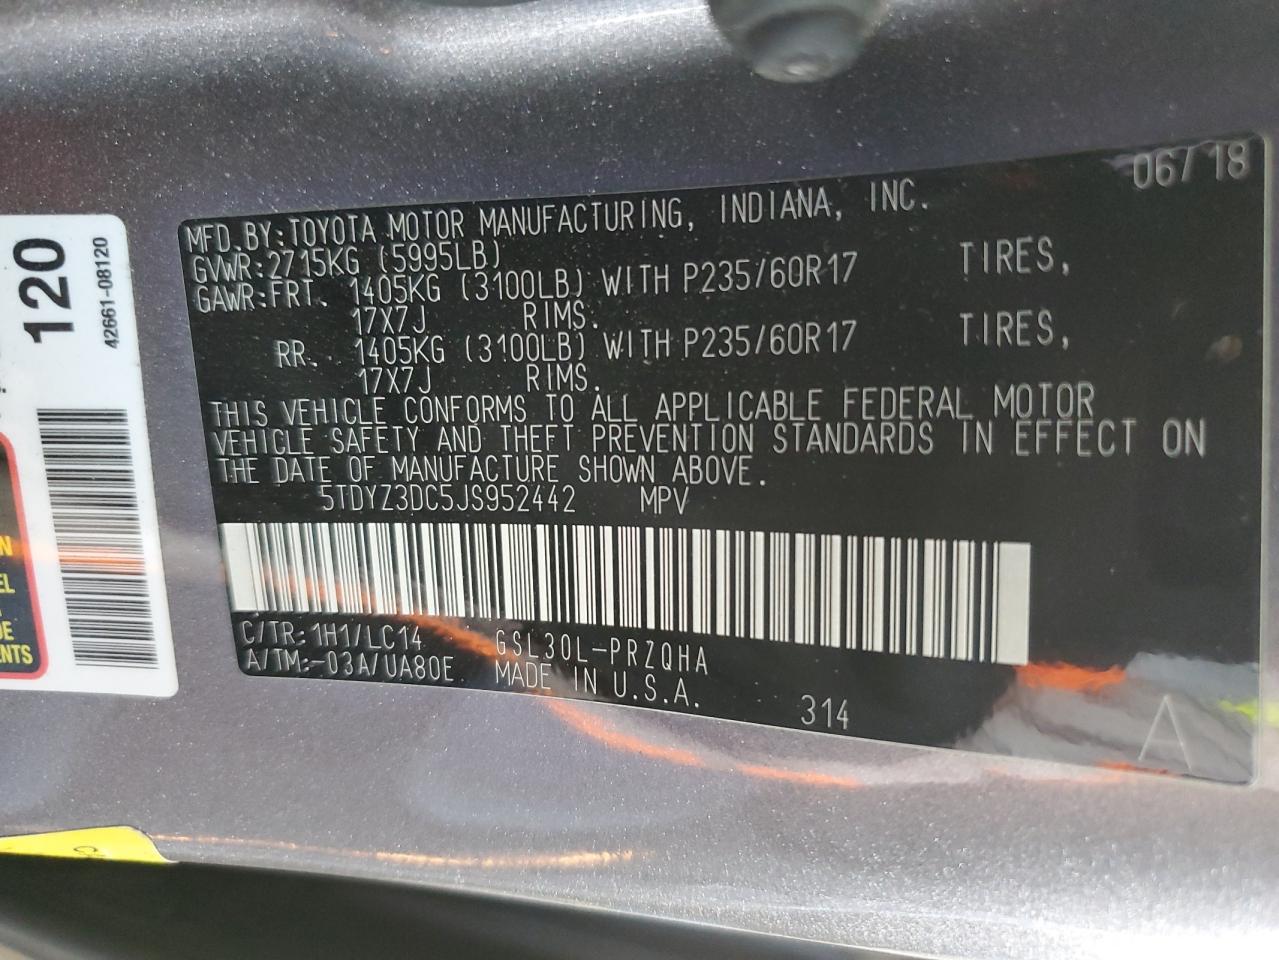 06/18
MFD.BY:TOYOTA MOTOR MANUFACTURING, INDIANA, INC.
GVWR:2715KG (5995LB)
GAWR:FRT. 1405KG (3100LB) WITH P235/60R17 TIRES,
17X7J RIMS.
RR. 1405KG (3100LB) WITH P235/60R17 TIRES,
17X7J RIMS.
THIS VEHICLE CONFORMS TO ALL APPLICABLE FEDERAL MOTOR
VEHICLE SAFETY AND THEFT PREVENTION STANDARDS IN EFFECT ON
THE DATE OF MANUFACTURE SHOWN ABOVE.
5TDYZ3DC5JS952442 MPV
C/TR:1H1/LC14 GSL30L-PRZQHA
A/TM:-03A/UA80E MADE IN U.S.A.
314
A
120
42661-08120